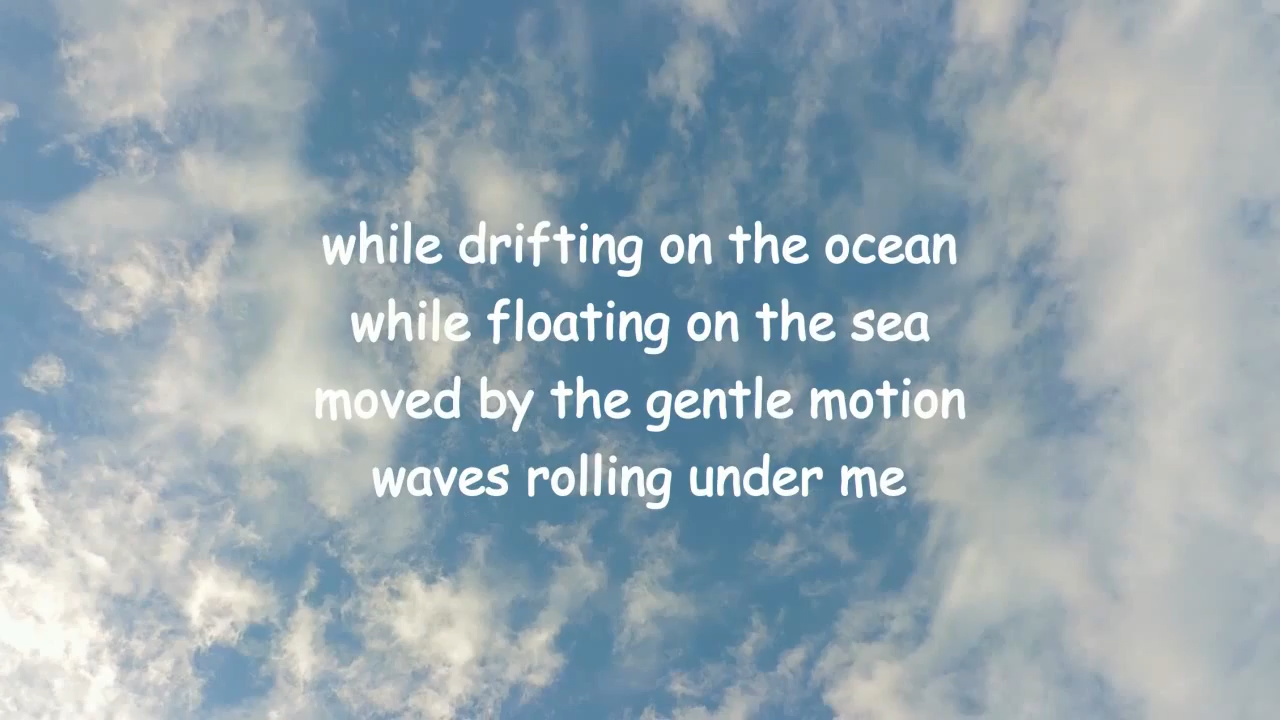 while drifting on the ocean
while floating on the sea
moved by the gentle motion
waves rolling under me